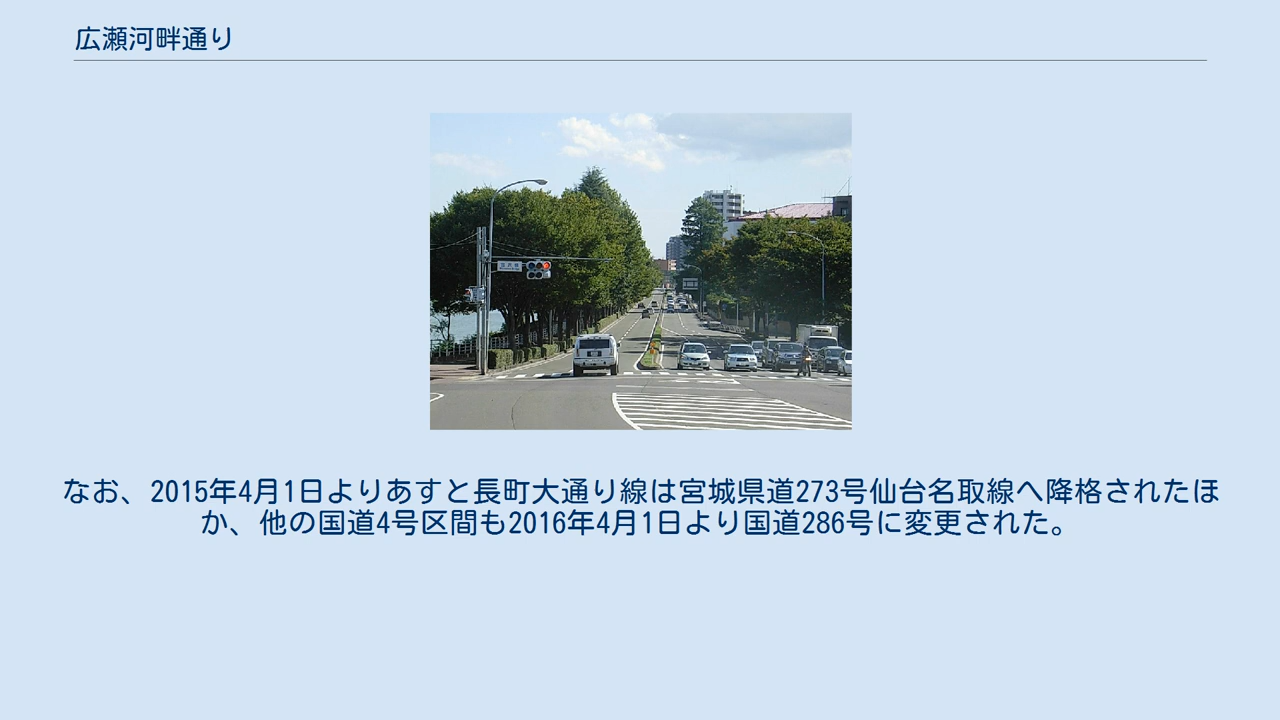 広瀬河畔通り
なお、2015年4月1日よりあすと長町大通り線は宮城県道273号仙台名取線へ降格されたほ
か、他の国道4号区間も2016年4月1日より国道286号に変更された。